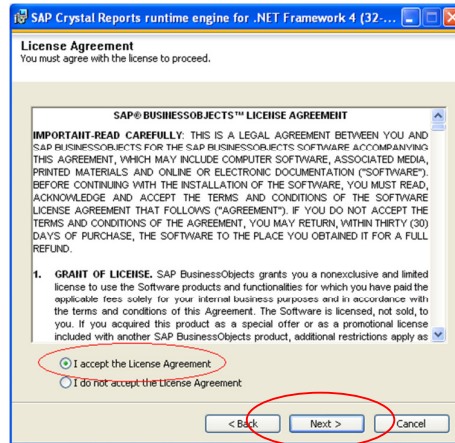 SAP Crystal Reports runtime engine for .NET Framework 4 (32-...
License Agreement
You must agree with the license to proceed.
SAP® BUSINESSOBJECTS™ LICENSE AGREEMENT
IMPORTANT-READ CAREFULLY: THIS IS A LEGAL AGREEMENT BETWEEN YOU AND
SAP BUSINESSOBJECTS FOR THE SAP BUSINESSOBJECTS SOFTWARE ACCOMPANYING
THIS AGREEMENT, WHICH MAY INCLUDE COMPUTER SOFTWARE, ASSOCIATED MEDIA,
PRINTED MATERIALS AND ONLINE OR ELECTRONIC DOCUMENTATION ("SOFTWARE").
BEFORE CONTINUING WITH THE INSTALLATION OF THE SOFTWARE, YOU MUST READ,
ACKNOWLEDGE AND ACCEPT THE TERMS AND CONDITIONS OF THE SOFTWARE
LICENSE AGREEMENT THAT FOLLOWS ("AGREEMENT"). IF YOU DO NOT ACCEPT THE
TERMS AND CONDITIONS OF THE AGREEMENT, YOU MAY RETURN, WITHIN THIRTY (30)
DAYS OF PURCHASE, THE SOFTWARE TO THE PLACE YOU OBTAINED IT FOR A FULL
REFUND.
1. GRANT OF LICENSE. SAP BusinessObjects grants you a nonexclusive and limited
license to use the Software products and functionalities for which you have paid the
applicable fees solely for your internal business purposes and in accordance with
the terms and conditions of this Agreement. The Software is licensed, not sold, to
you. If you acquired this product as a special offer or as a promotional license
included with another SAP BusinessObjects product, additional restrictions apply as
I accept the License Agreement
I do not accept the License Agreement
< Back Next > Cancel